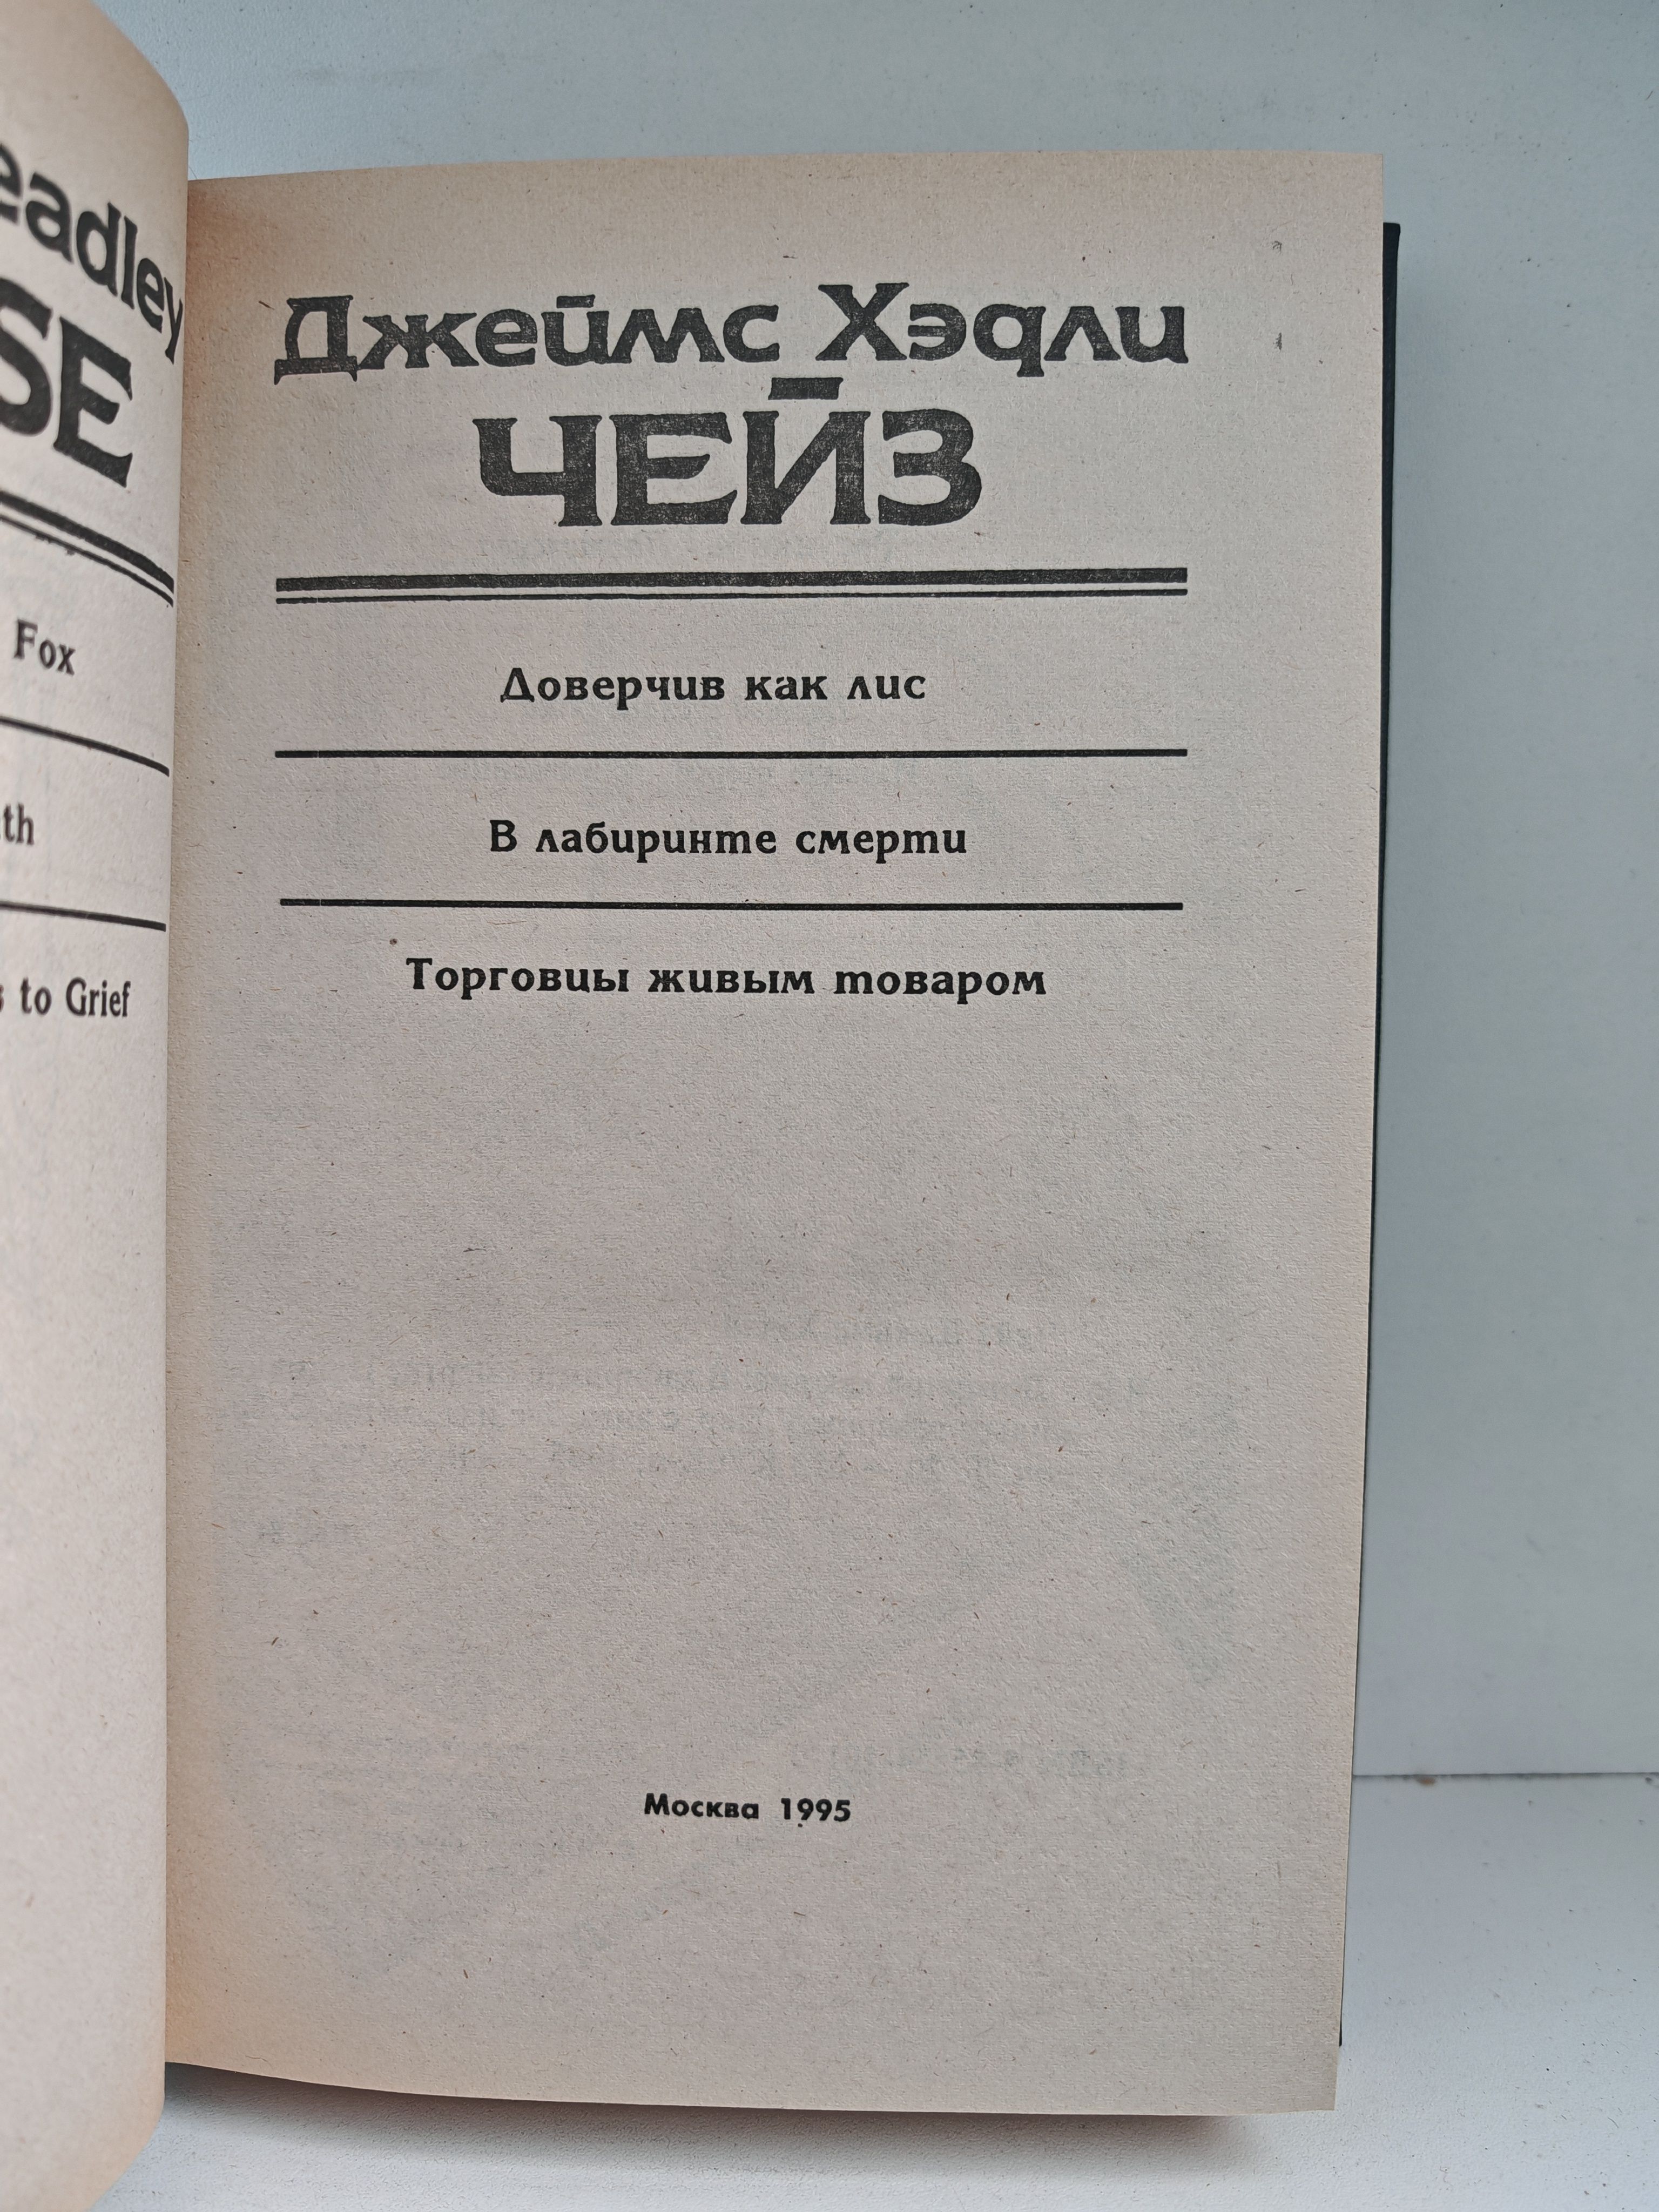 eadley
SE
Fox
th
to Grief
Джеймс Хэдли
ЧЕЙЗ
Доверчив как лис
В лабиринте смерти
Торговцы живым товаром
Москва 1995